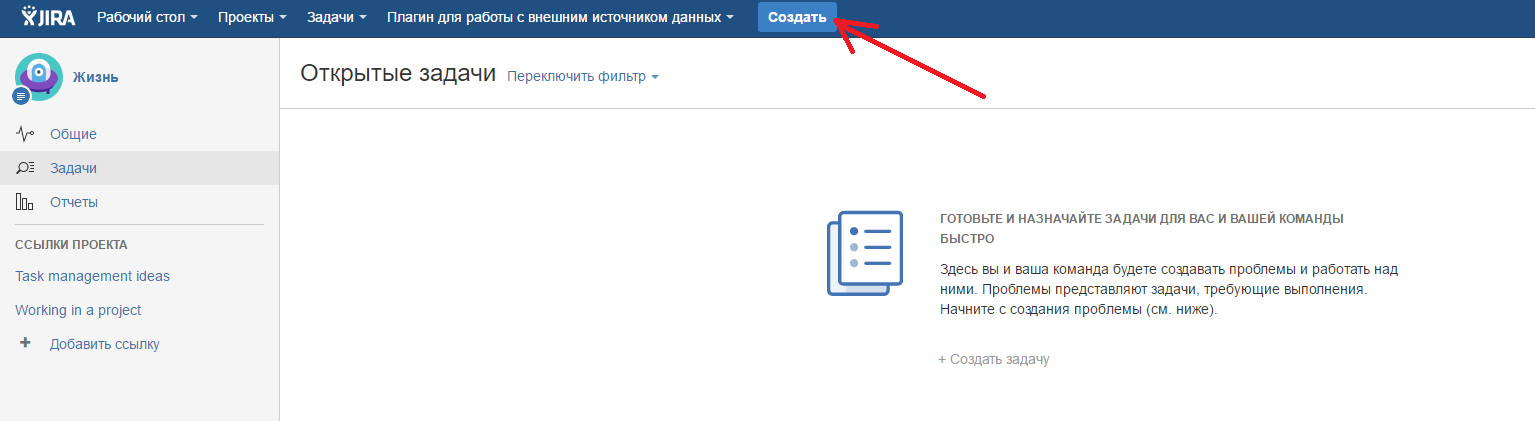 JIRA Рабочий стол Проекты Задачи Плагин для работы с внешним источником данных Создать
Жизнь
Общие
Задачи
Отчеты
ССЫЛКИ ПРОЕКТА
Task management ideas
Working in a project
+ Добавить ссылку
Открытые задачи Переключить фильтр
ГОТОВЬТЕ И НАЗНАЧАЙТЕ ЗАДАЧИ ДЛЯ ВАС И ВАШЕЙ КОМАНДЫ
БЫСТРО
Здесь вы и ваша команда будете создавать проблемы и работать над
ними. Проблемы представляют задачи, требующие выполнения.
Начните с создания проблемы (см. ниже).
+ Создать задачу